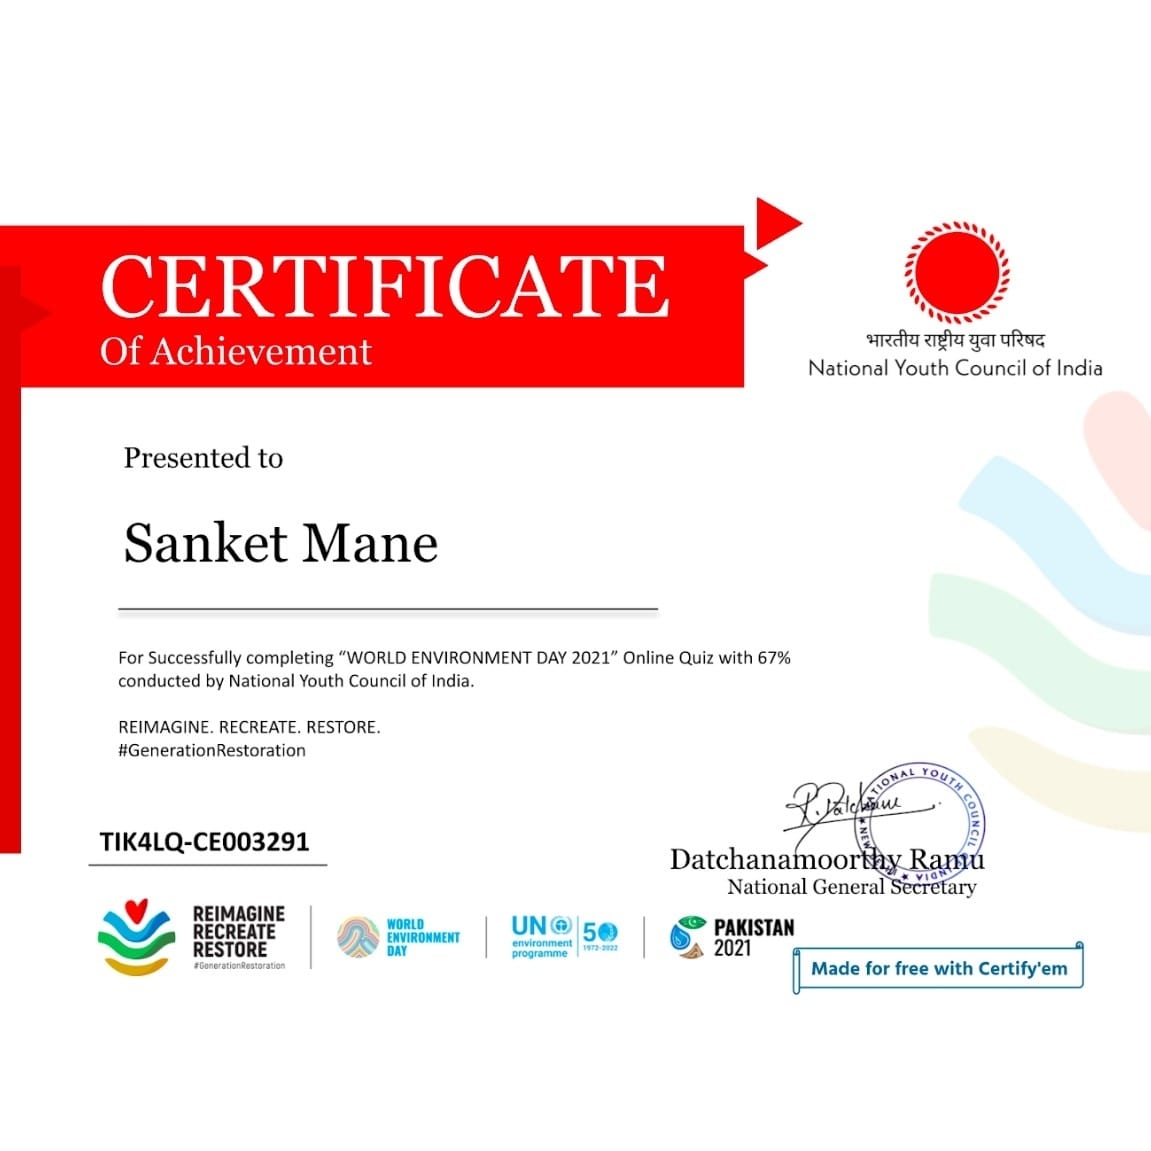 CERTIFICATE
Of Achievement
भारतीय राष्ट्रीय युवा परिषद
National Youth Council of India
Presented to
Sanket Mane
For Successfully completing “WORLD ENVIRONMENT DAY 2021” Online Quiz with 67%
conducted by National Youth Council of India.
REIMAGINE. RECREATE. RESTORE.
#GenerationRestoration
TIK4LQ-CE003291
NATIONAL YOUTH COUNCIL OF INDIA ★ NEW
Datchanamoorthy Ramu
National General Secretary
REIMAGINE
RECREATE
RESTORE
#GenerationRestoration
WORLD
ENVIRONMENT
DAY
UN
environment
programme
50
1972-2022
PAKISTAN
2021
Made for free with Certify'em